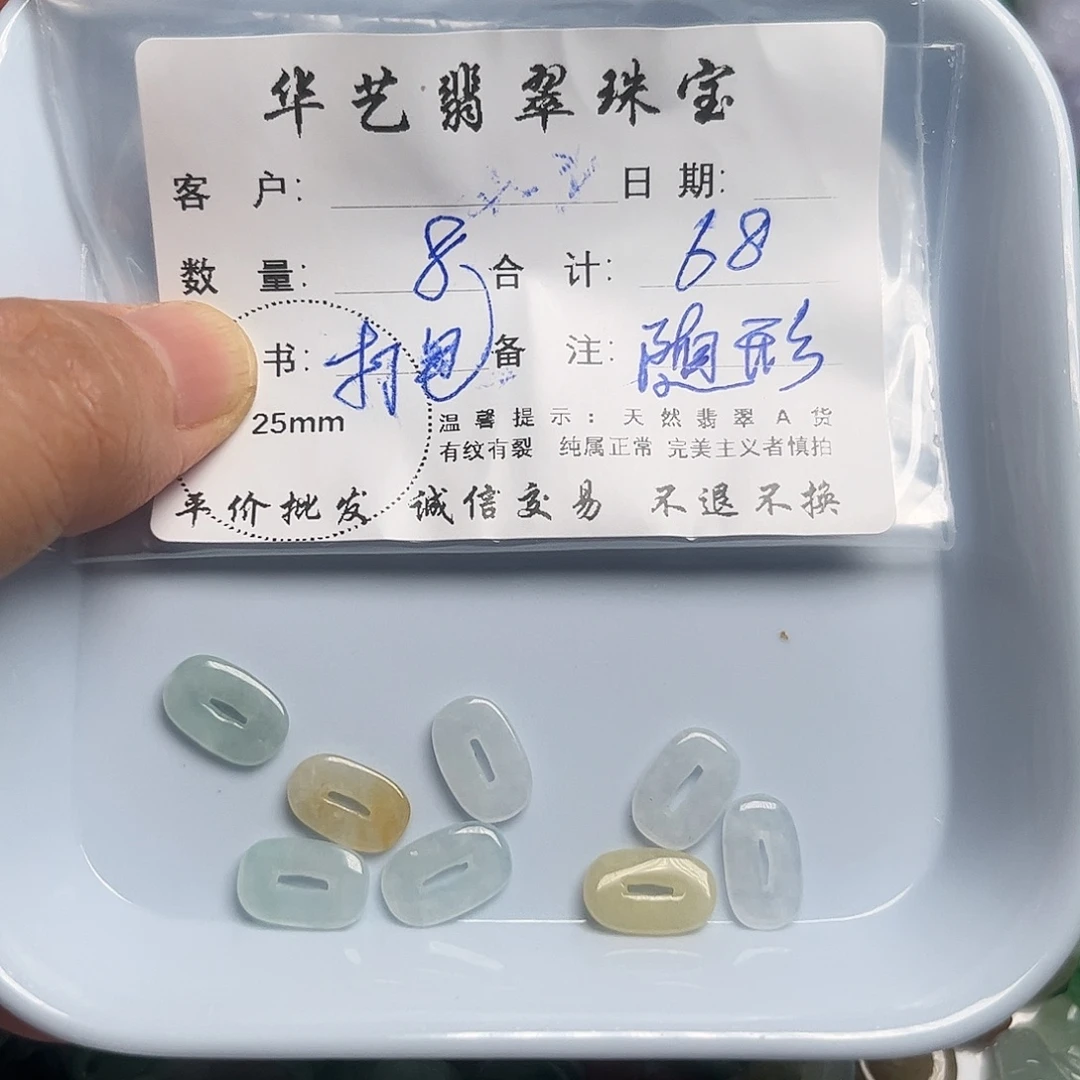 华艺翡翠珠宝
客 户: 日 期:
数 量: 8 合 计: 68
书: 打包 备 注: 随形
25mm
温馨提示:天然翡翠A货
有纹有裂 纯属正常 完美主义者慎拍
平价批发 诚信交易 不退不换